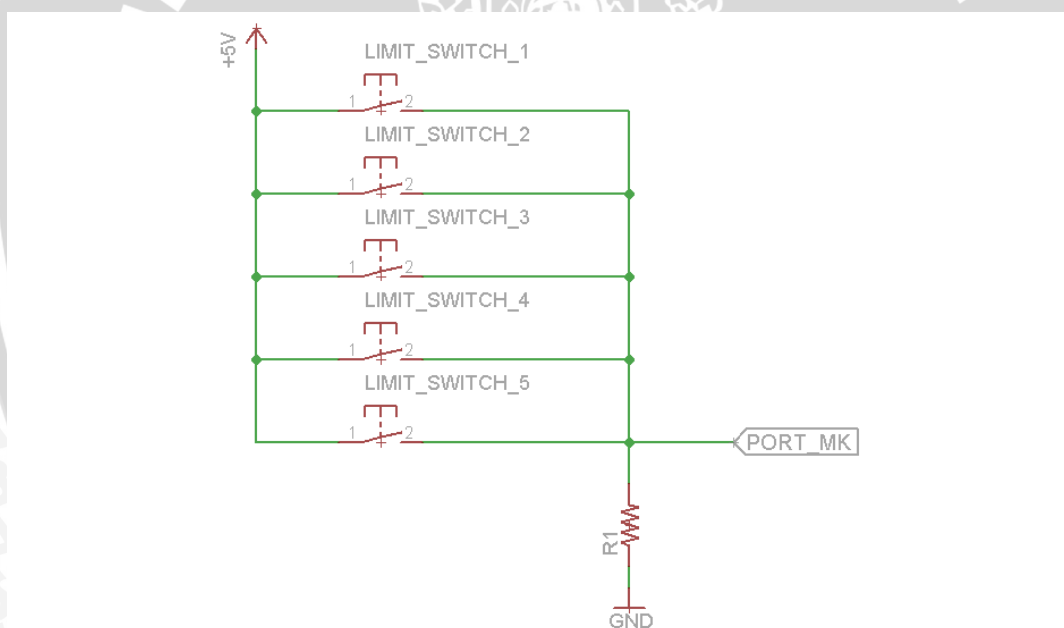 +5V
LIMIT_SWITCH_1
1 2
LIMIT_SWITCH_2
1 2
LIMIT_SWITCH_3
1 2
LIMIT_SWITCH_4
1 2
LIMIT_SWITCH_5
1 2
PORT_MK
R1
GND